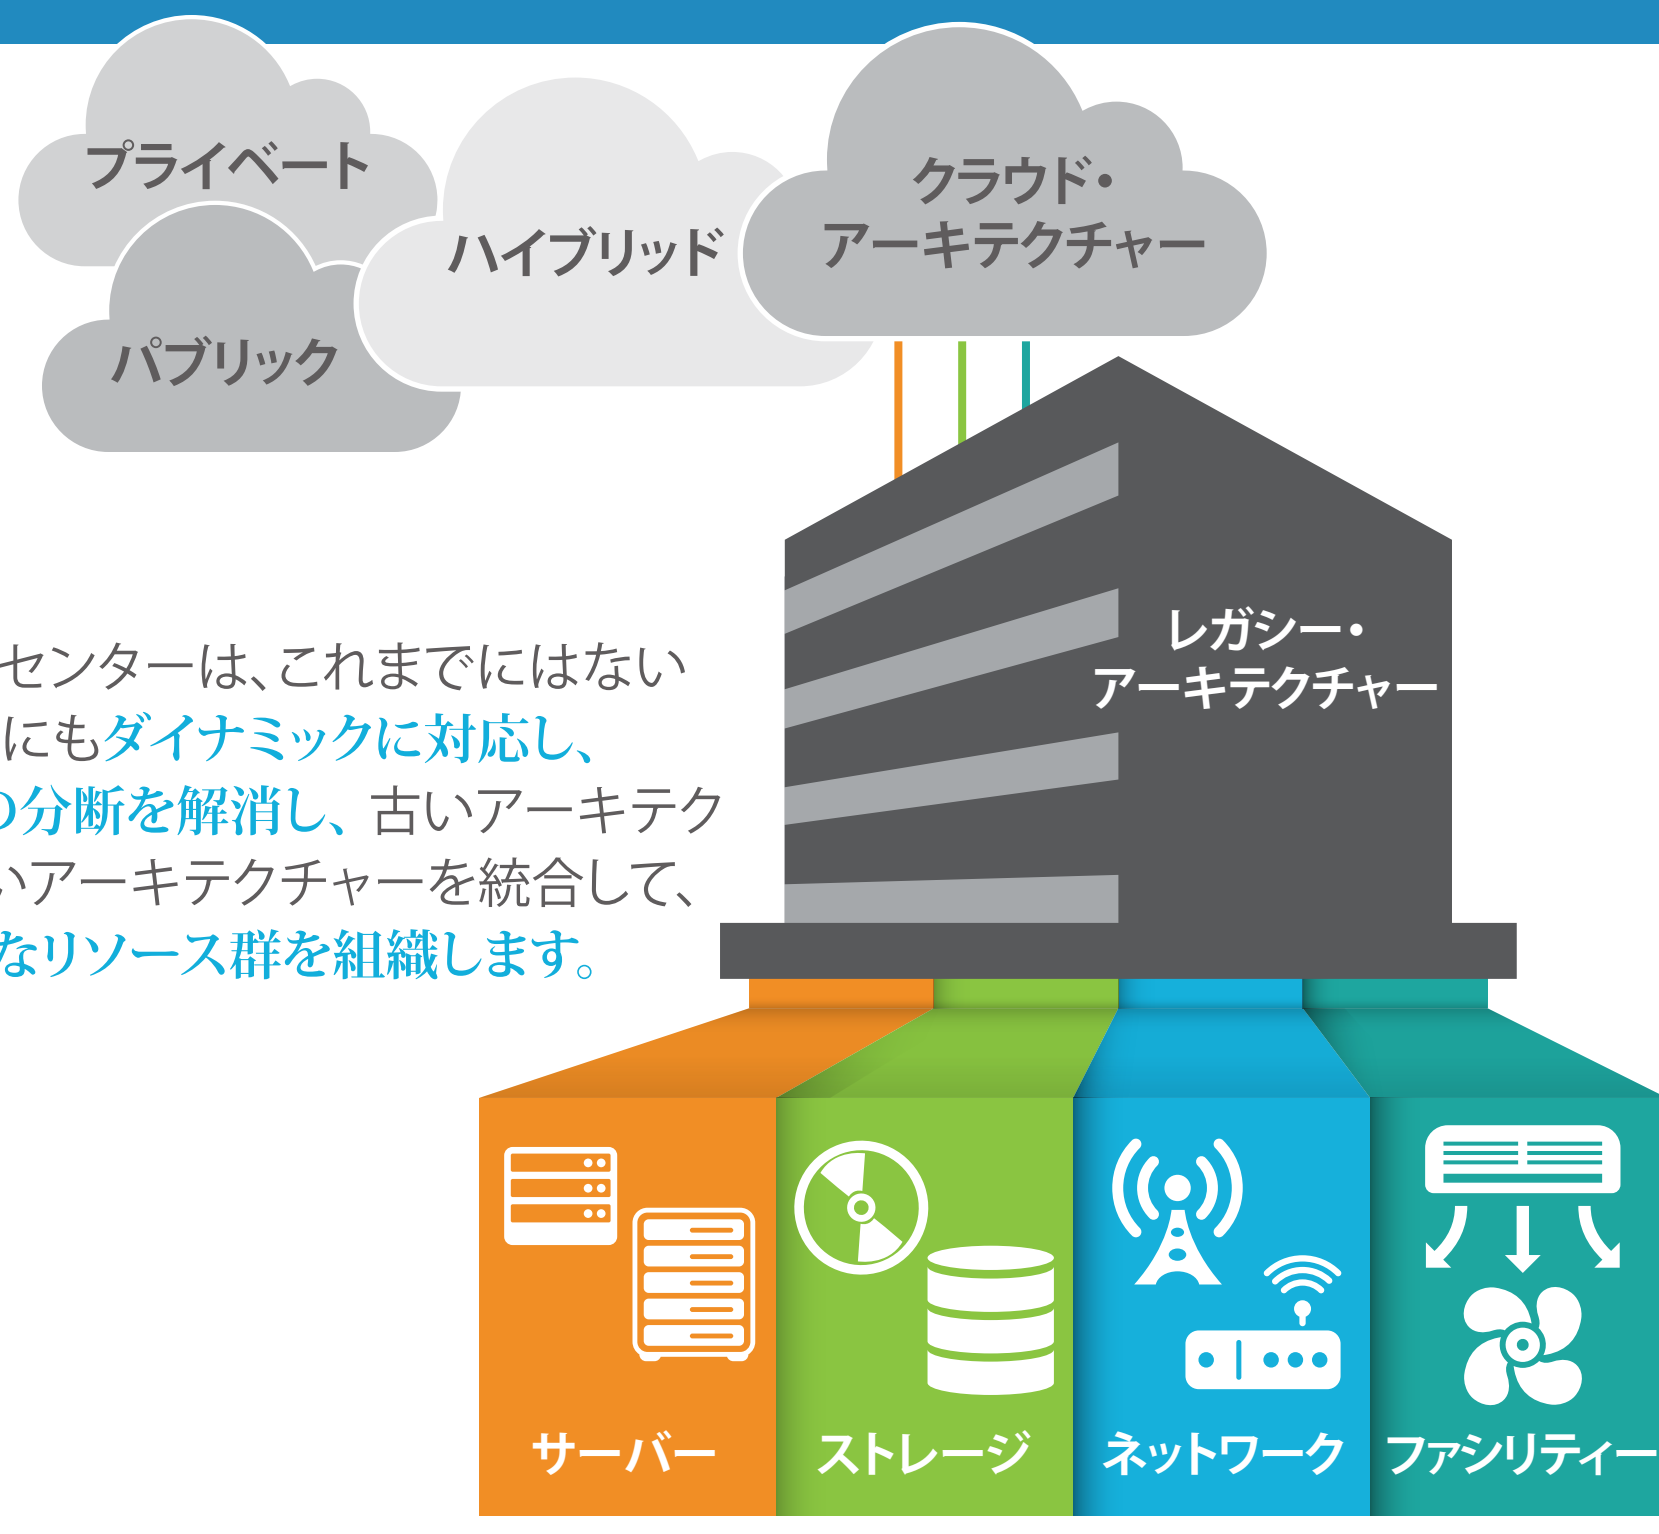 プライベート
パブリック
ハイブリッド
クラウド・
アーキテクチャー
レガシー・
アーキテクチャー
センターは、これまでにはない
にもダイナミックに対応し、
の分断を解消し、古いアーキテク
いアーキテクチャーを統合して、
なリソース群を組織します。
サーバー
ストレージ
ネットワーク
ファシリティー